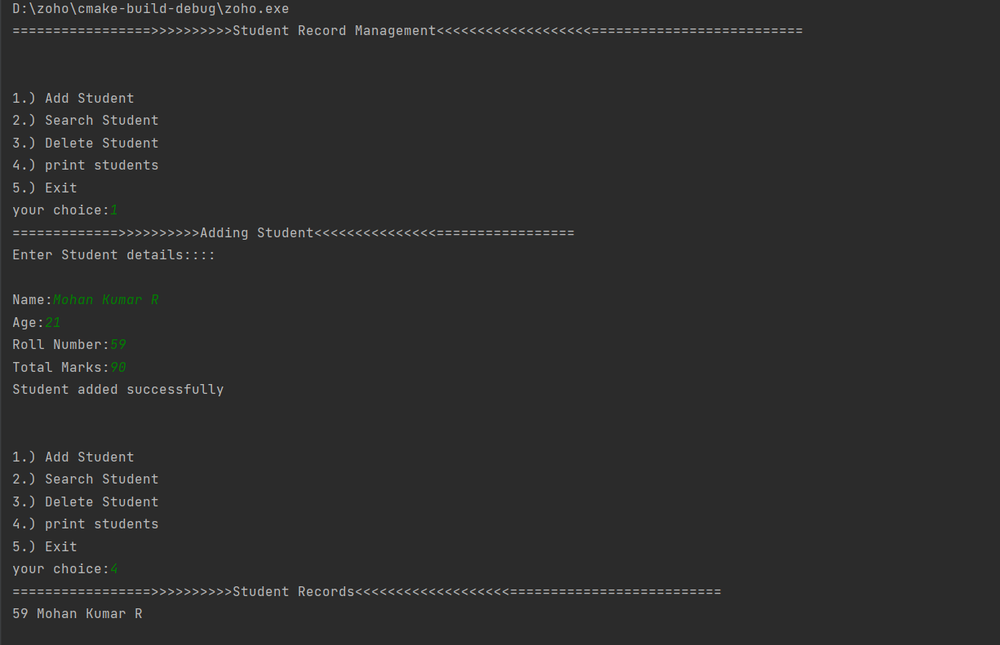 D:\zoho\cmake-build-debug\zoho.exe
=================>>>>>>>>>>Student Record Management<<<<<<<<<<<<<<<<<<<==========================
1.) Add Student
2.) Search Student
3.) Delete Student
4.) print students
5.) Exit
your choice:1
=============>>>>>>>>>>Adding Student<<<<<<<<<<<<<<<=================
Enter Student details::::
Name:Mohan Kumar R
Age:21
Roll Number:59
Total Marks:90
Student added successfully
1.) Add Student
2.) Search Student
3.) Delete Student
4.) print students
5.) Exit
your choice:4
=================>>>>>>>>>>Student Records<<<<<<<<<<<<<<<<<<<==========================
59 Mohan Kumar R